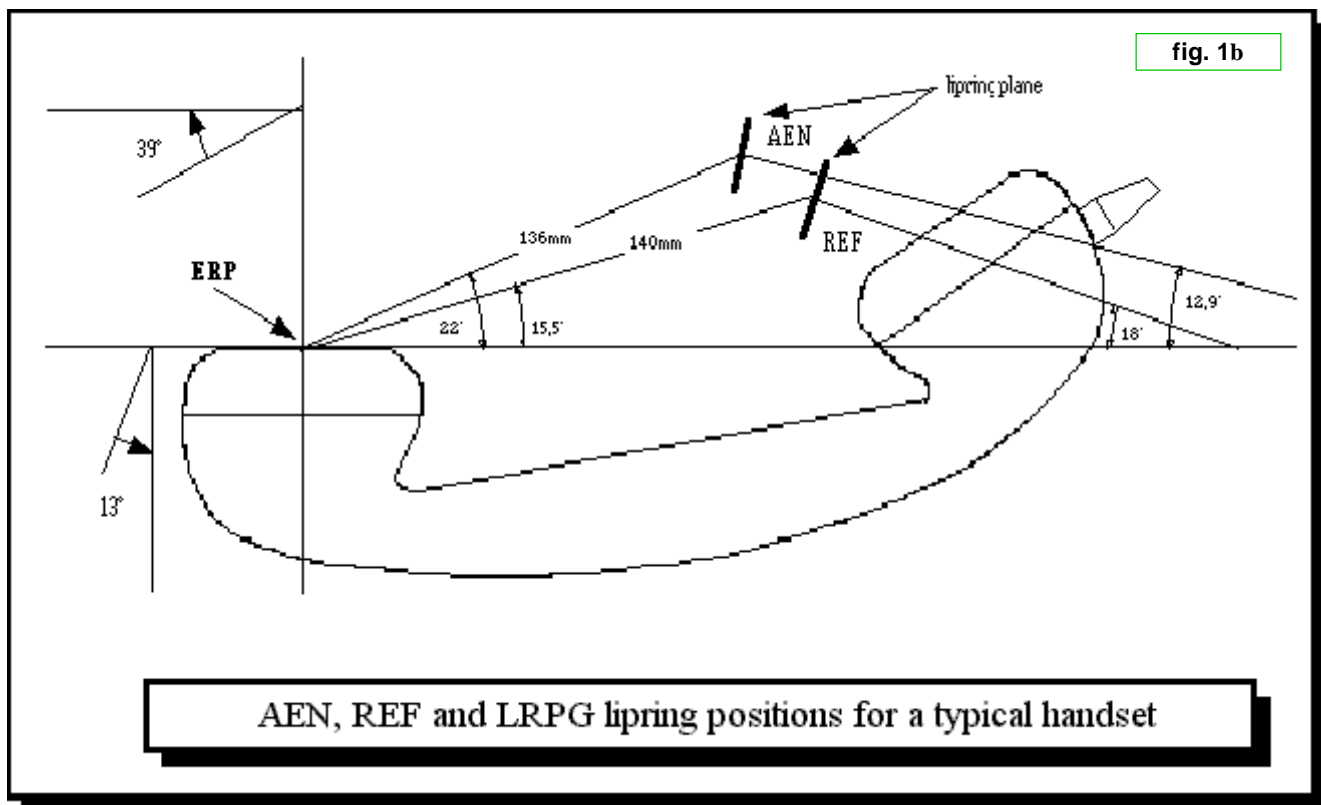 fig. 1b
lipring plane
AEN
39°
REF
136mm
140mm
ERP
22'
15,5'
12,9'
18'
13°
AEN, REF and LRPG lipring positions for a typical handset